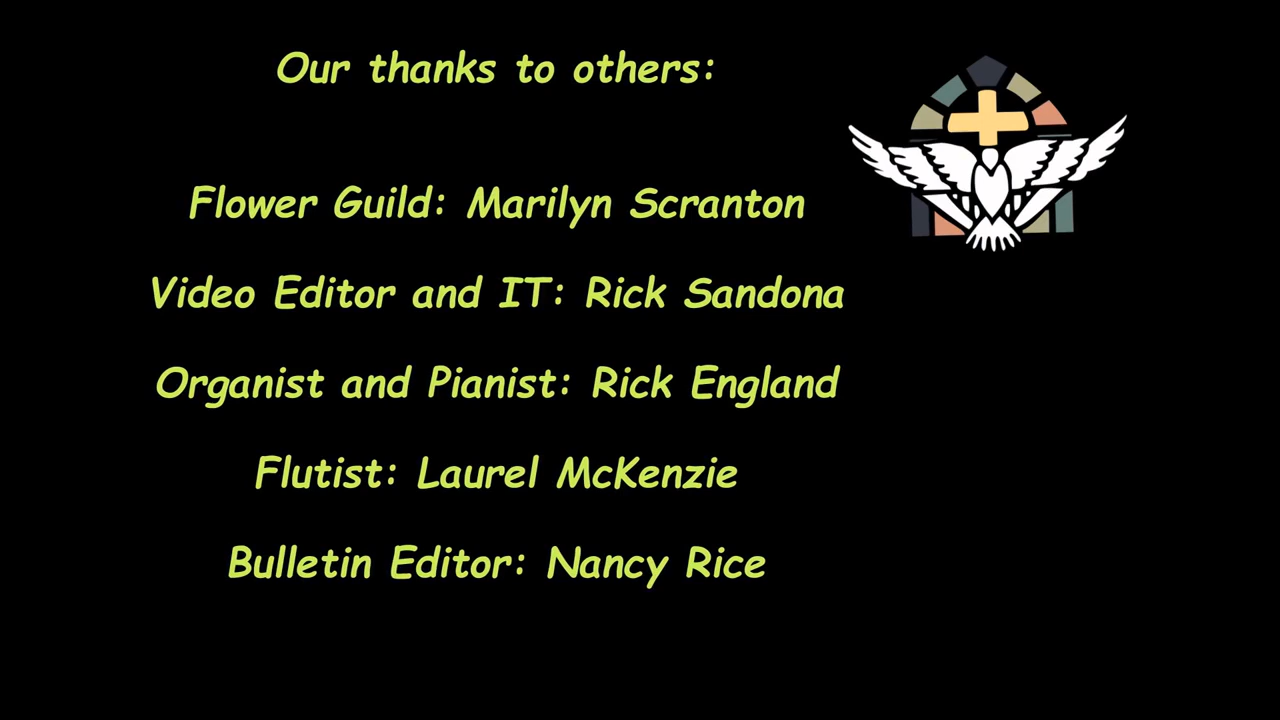 Our thanks to others:
Flower Guild: Marilyn Scranton
Video Editor and IT: Rick Sandona
Organist and Pianist: Rick England
Flutist: Laurel McKenzie
Bulletin Editor: Nancy Rice